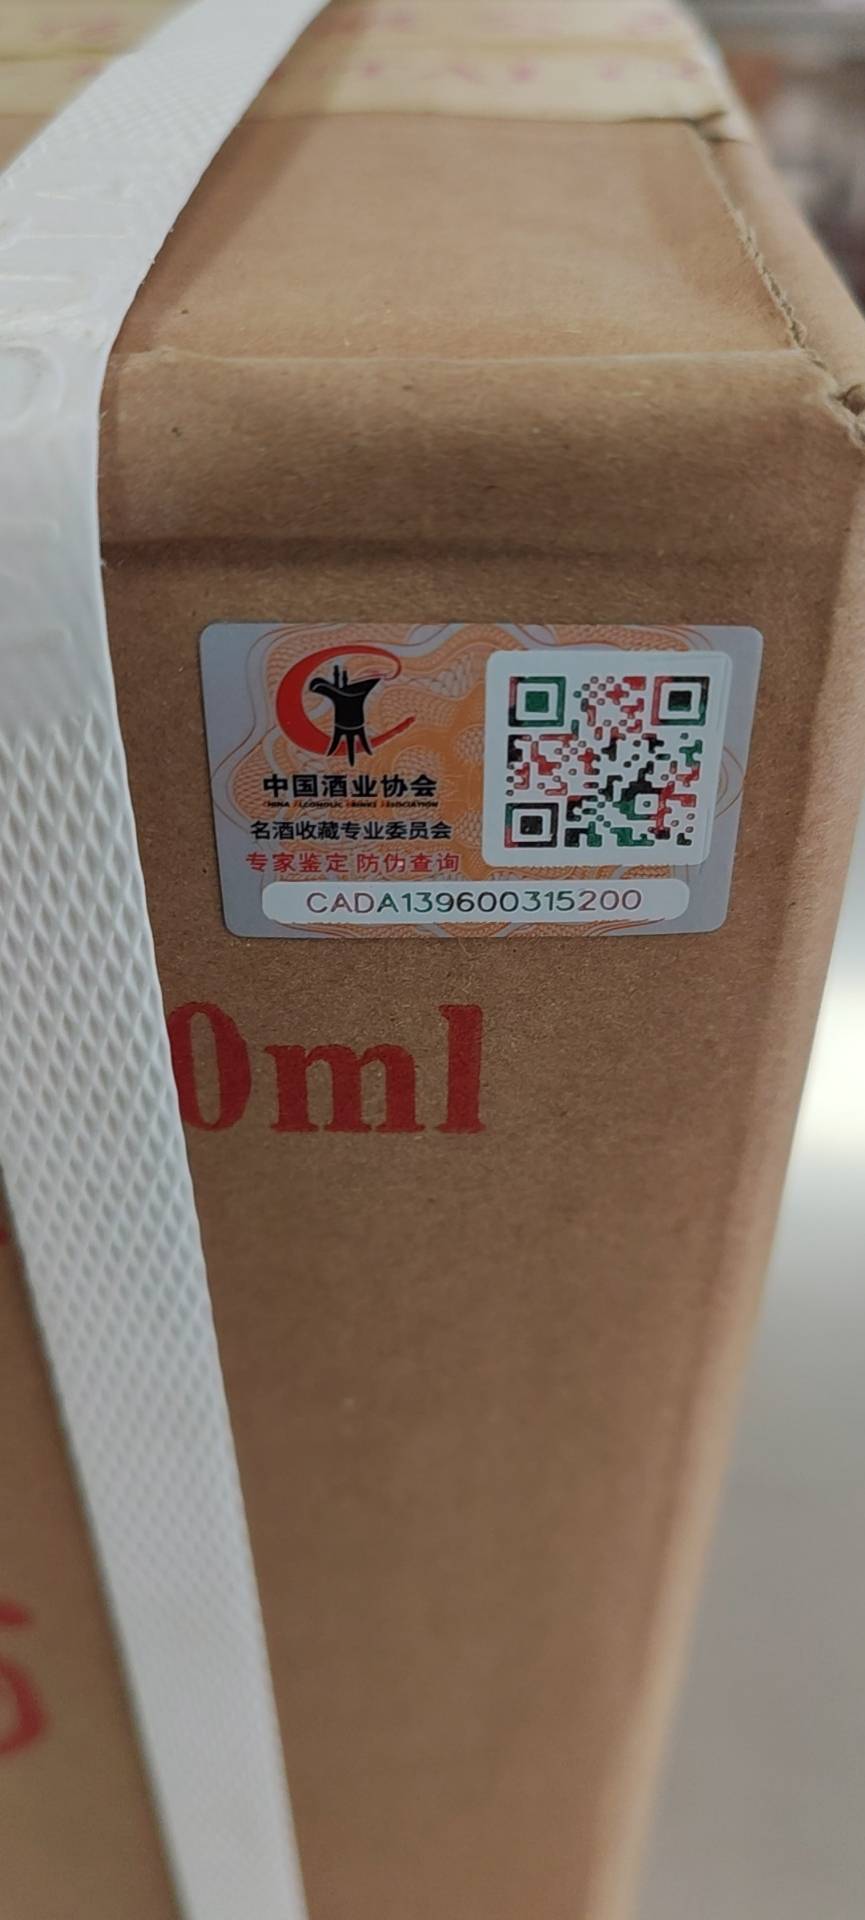 中国酒业协会
CHINA ALCOHOLIC DRINKS ASSOCIATION
名酒收藏专业委员会
专家鉴定 防伪查询
CADA139600315200
0ml